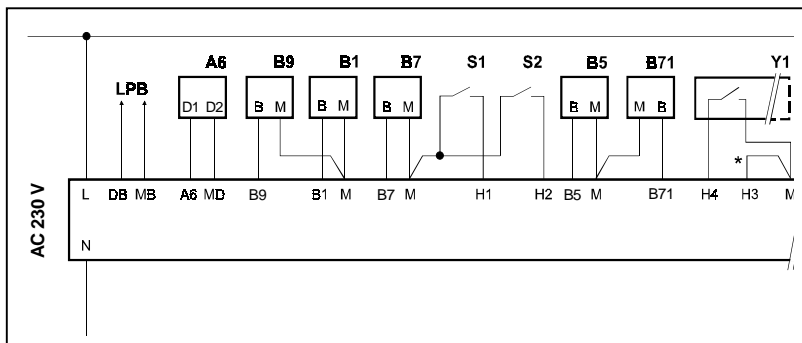 A6 B9 B1 B7 S1 S2 B5 B71 Y1
LPB
D1 D2 B M B M B M B M M B
*
L DB MB A6 MD B9 B1 M B7 M H1 H2 B5 M B71 H4 H3 M
N
AC 230 V